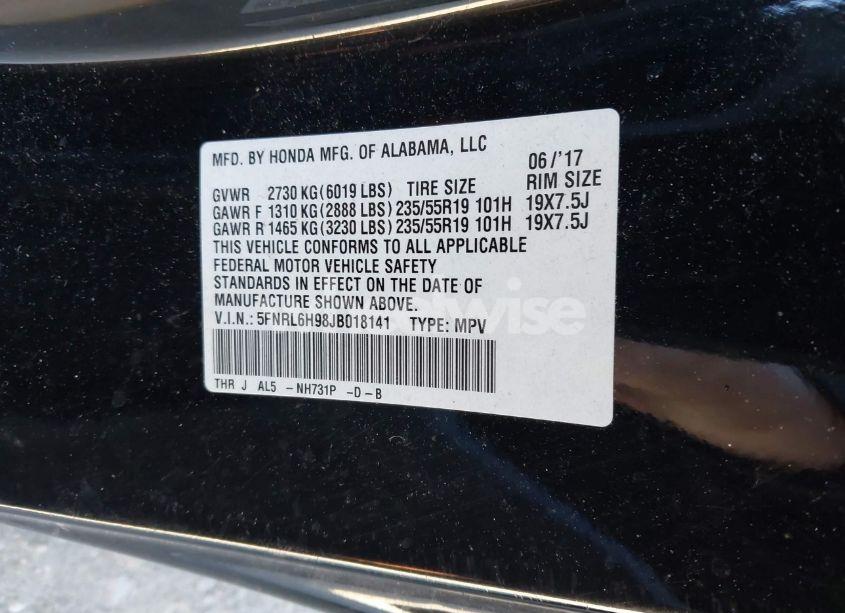 MFD. BY HONDA MFG. OF ALABAMA, LLC 06/'17
GVWR 2730 KG(6019 LBS) TIRE SIZE RIM SIZE
GAWR F 1310 KG(2888 LBS) 235/55R19 101H 19X7.5J
GAWR R 1465 KG(3230 LBS) 235/55R19 101H 19X7.5J
THIS VEHICLE CONFORMS TO ALL APPLICABLE
FEDERAL MOTOR VEHICLE SAFETY
STANDARDS IN EFFECT ON THE DATE OF
MANUFACTURE SHOWN ABOVE.
V.I.N.: 5FNRL6H98JB018141 TYPE: MPV
THR J AL5 -NH731P -D-B